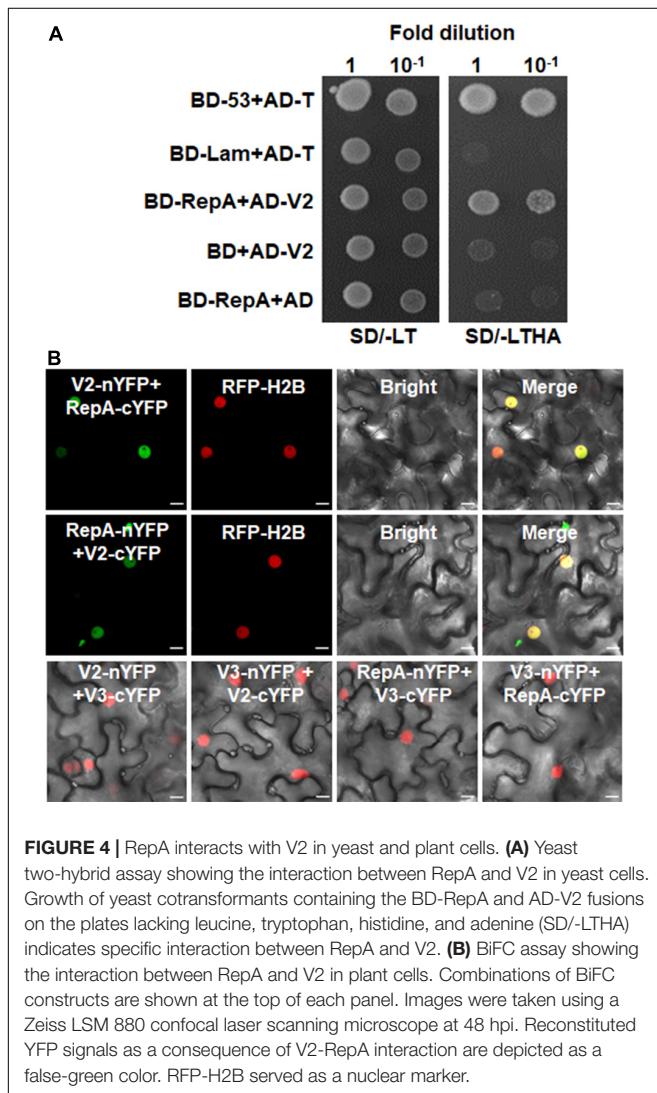 A
Fold dilution
1 10⁻¹ 1 10⁻¹
BD-53+AD-T
BD-Lam+AD-T
BD-RepA+AD-V2
BD+AD-V2
BD-RepA+AD
SD/-LT SD/-LTHA
B
V2-nYFP+ RFP-H2B Bright Merge
RepA-cYFP
RepA-nYFP RFP-H2B Bright Merge
+V2-cYFP
V2-nYFP V3-nYFP + RepA-nYFP+ V3-nYFP+
+V3-cYFP V2-cYFP V3-cYFP RepA-cYFP
FIGURE 4 | RepA interacts with V2 in yeast and plant cells. (A) Yeast
two-hybrid assay showing the interaction between RepA and V2 in yeast cells.
Growth of yeast cotransformants containing the BD-RepA and AD-V2 fusions
on the plates lacking leucine, tryptophan, histidine, and adenine (SD/-LTHA)
indicates specific interaction between RepA and V2. (B) BiFC assay showing
the interaction between RepA and V2 in plant cells. Combinations of BiFC
constructs are shown at the top of each panel. Images were taken using a
Zeiss LSM 880 confocal laser scanning microscope at 48 hpi. Reconstituted
YFP signals as a consequence of V2-RepA interaction are depicted as a
false-green color. RFP-H2B served as a nuclear marker.